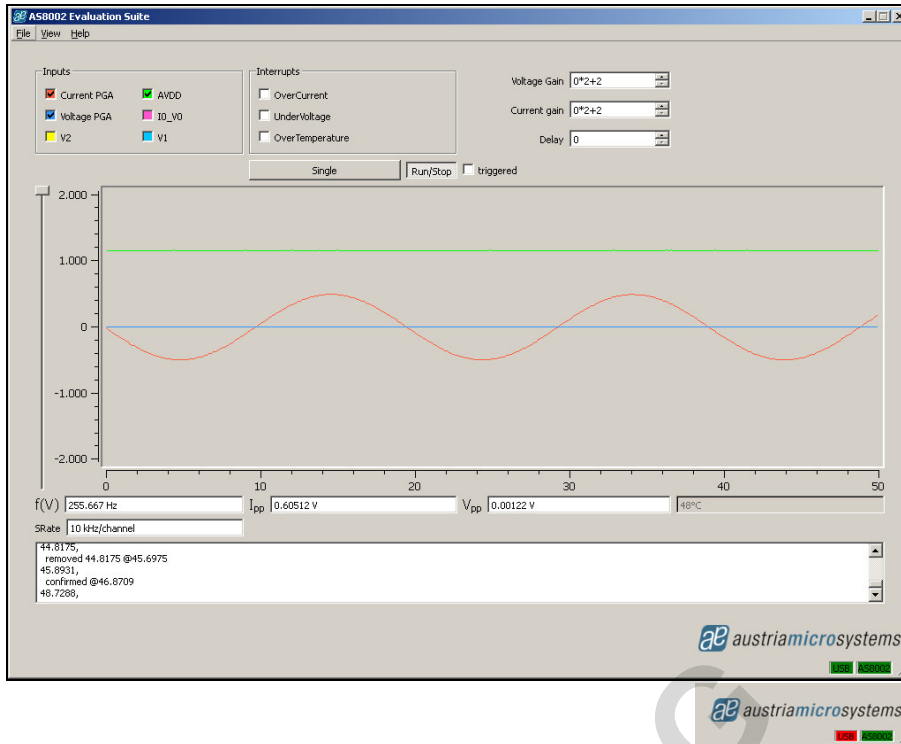 AS8002 Evaluation Suite
File View Help
Inputs
Interrupts
Current PGA
AVDD
Voltage PGA
I0_V0
V2
V1
OverCurrent
UnderVoltage
OverTemperature
Voltage Gain 0*2+2
Current gain 0*2+2
Delay 0
Single
Run/Stop
triggered
2.000
1.000
0
-1.000
-2.000
0 10 20 30 40 50
f(V) 255.667 Hz
Ipp 0.60512 V
Vpp 0.00122 V
48°C
SRate 10 kHz/channel
44.8175,
removed 44.8175 @45.6975
45.8931,
confirmed @46.8709
48.7288,
austriamicrosystems
USB AS8002
austriamicrosystems
USB AS8002